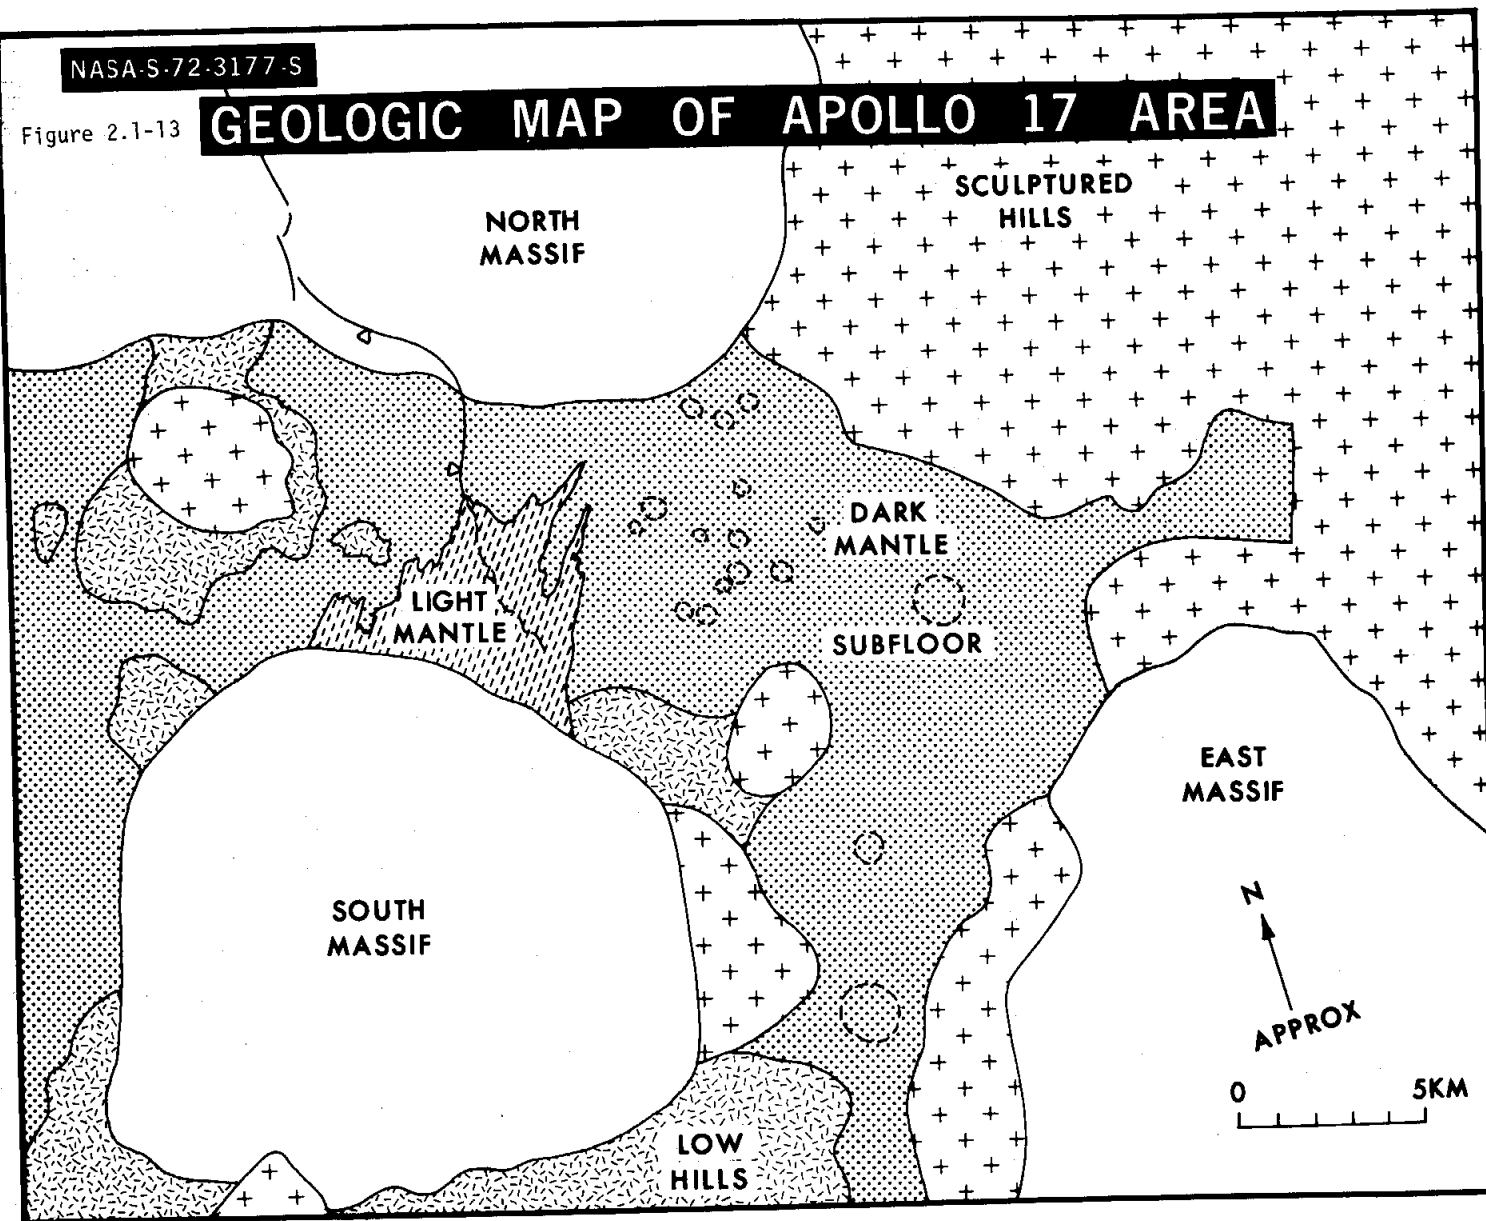 NASA-S-72-3177-S
Figure 2.1-13
GEOLOGIC MAP OF APOLLO 17 AREA
SCULPTURED
HILLS
NORTH
MASSIF
DARK
MANTLE
LIGHT
MANTLE
SUBFLOOR
EAST
MASSIF
SOUTH
MASSIF
N
APPROX
0 5KM
LOW
HILLS